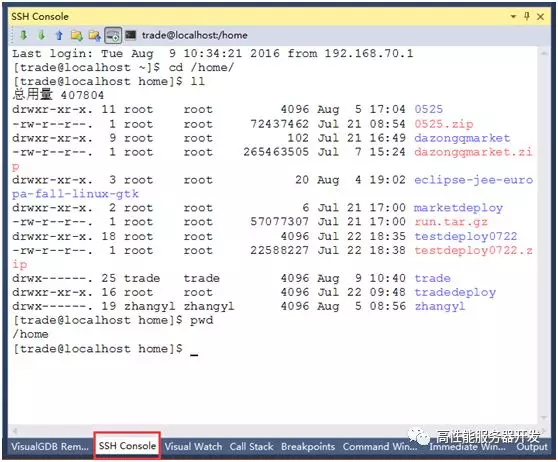 SSH Console
trade@localhost:/home
Last login: Tue Aug  9 10:34:21 2016 from 192.168.70.1
[trade@localhost ~]$ cd /home/
[trade@localhost home]$ ll
总用量 407804
drwxr-xr-x. 11 root    root         4096 Aug  5 17:04 0525
-rw-r--r--.  1 root    root     72437462 Jul 21 08:54 0525.zip
drwxr-xr-x.  9 root    root          102 Jul 21 16:49 dazongqmarket
-rw-r--r--.  1 root    root    265463505 Jul  7 15:24 dazongqmarket.zi
p
drwxr-xr-x.  3 root    root           20 Aug  4 19:02 eclipse-jee-euro
pa-fall-linux-gtk
drwxr-xr-x.  2 root    root            6 Jul 21 17:00 marketdeploy
-rw-r--r--.  1 root    root     57077307 Jul 21 17:00 run.tar.gz
drwxr-xr-x. 18 root    root         4096 Jul 22 18:35 testdeploy0722
-rw-r--r--.  1 root    root     22588227 Jul 22 18:38 testdeploy0722.z
ip
drwx------. 25 trade   trade        4096 Aug  9 10:40 trade
drwxr-xr-x. 16 root    root         4096 Jul 22 09:48 tradedeploy
drwx------. 19 zhangyl zhangyl      4096 Aug  5 08:56 zhangyl
[trade@localhost home]$ pwd
/home
[trade@localhost home]$ _
高性能服务器开发
VisualGDB Rem... SSH Console Visual Watch Call Stack Breakpoints Command Win... Immediate Win... Output